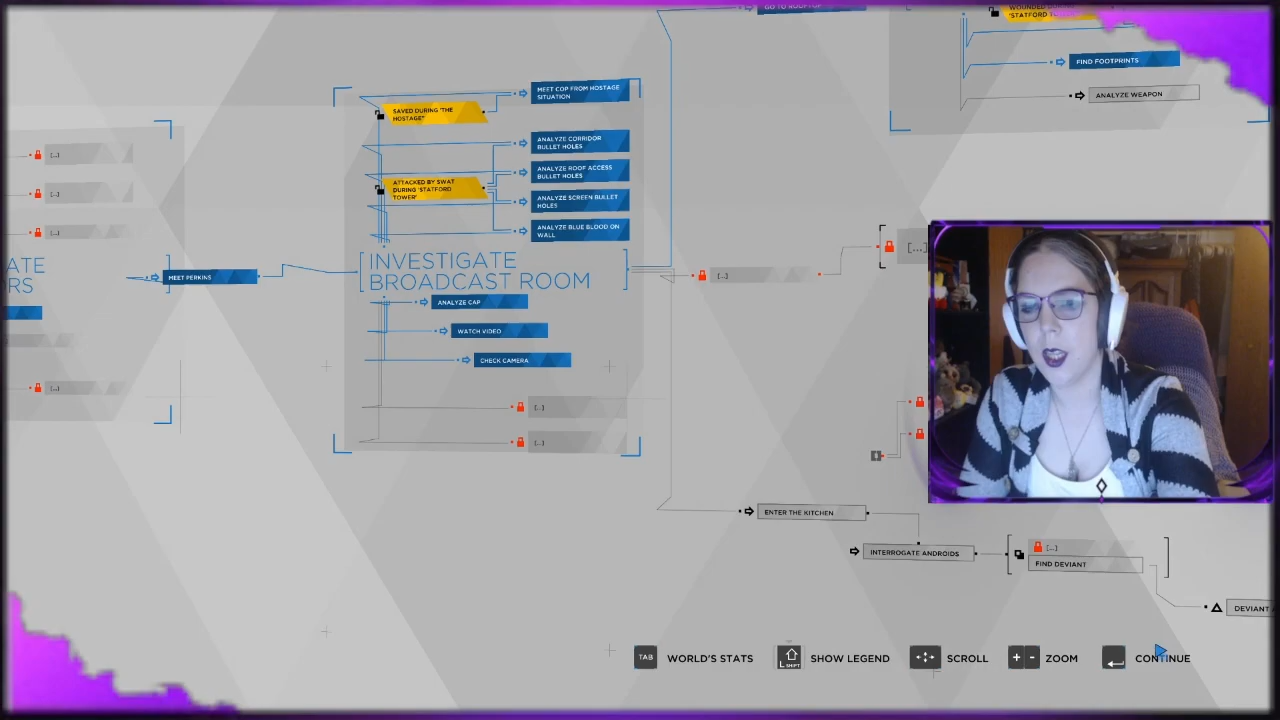 GO TO ROOFTOP
WOUNDED DURING
'STATFORD TOWER'
FIND FOOTPRINTS
ANALYZE WEAPON
SAVED DURING 'THE
HOSTAGE'
MEET COP FROM HOSTAGE
SITUATION
ANALYZE CORRIDOR
BULLET HOLES
ANALYZE ROOF ACCESS
BULLET HOLES
ATTACKED BY SWAT
DURING 'STATFORD
TOWER'
ANALYZE SCREEN BULLET
HOLES
ANALYZE BLUE BLOOD ON
WALL
[...]
[...]
[...]
ATE
RS
MEET PERKINS
INVESTIGATE
BROADCAST ROOM
[...]
[...]
ANALYZE CAP
WATCH VIDEO
CHECK CAMERA
[...]
[...]
[...]
ENTER THE KITCHEN
INTERROGATE ANDROIDS
[...]
FIND DEVIANT
DEVIANT
TAB WORLD'S STATS L SHIFT SHOW LEGEND SCROLL + - ZOOM CONTINUE